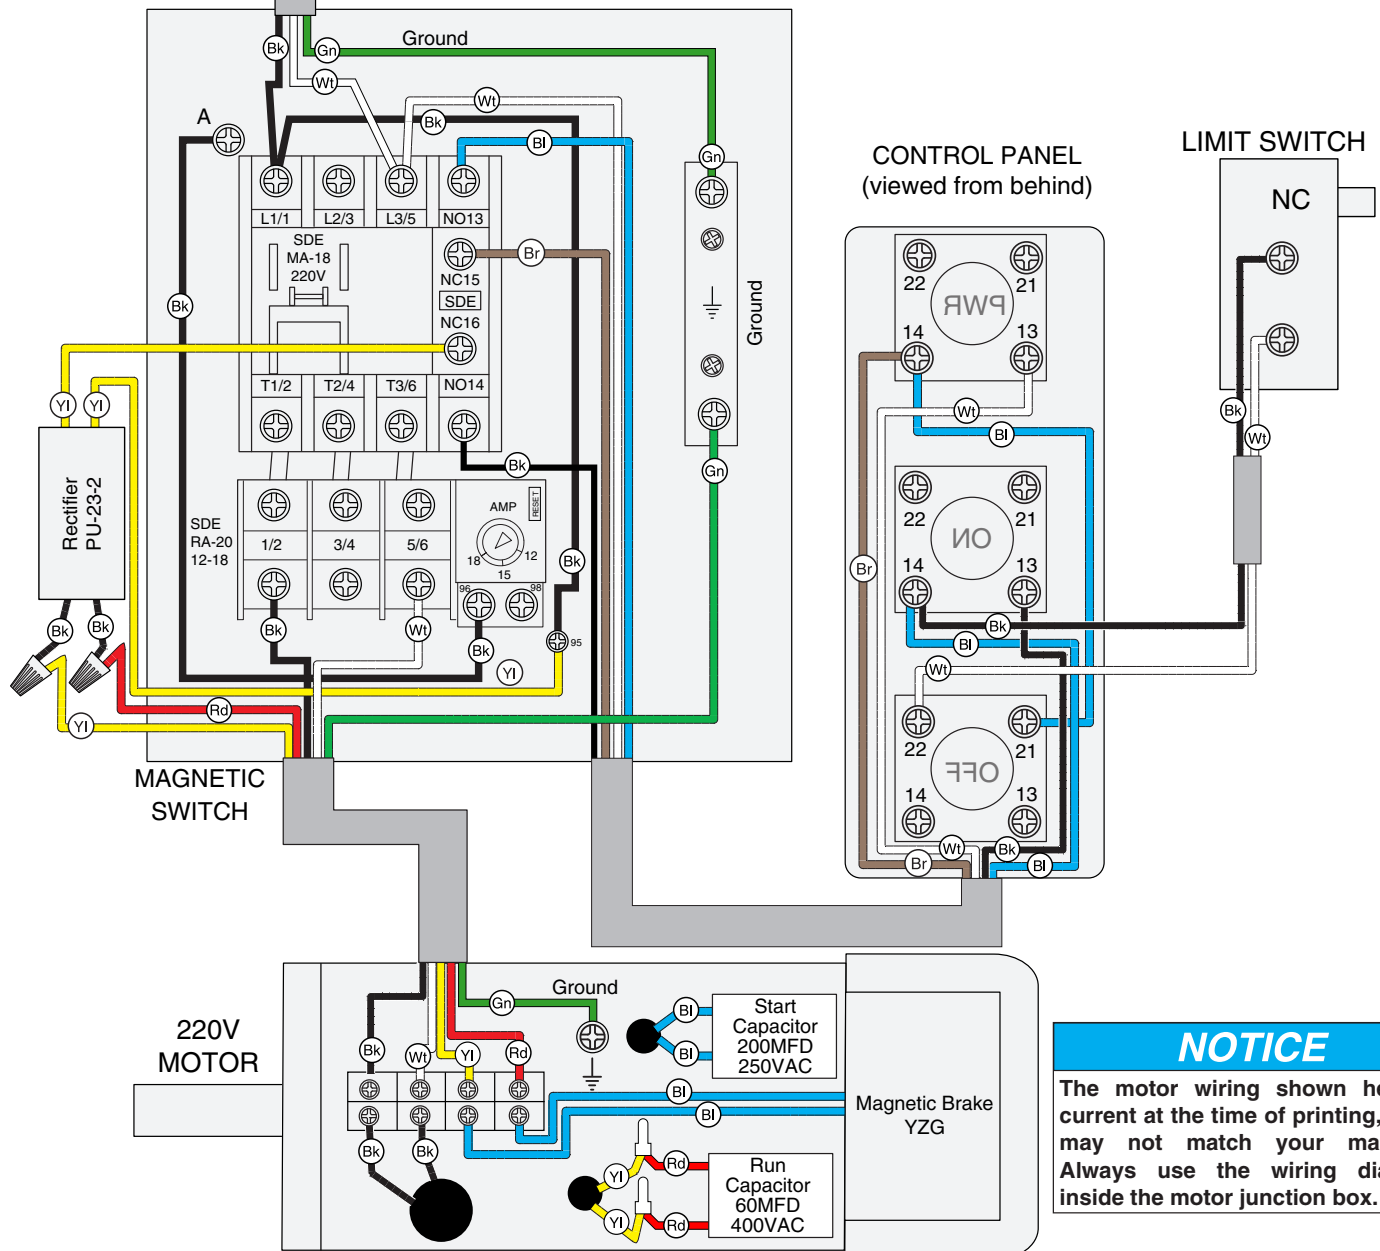 Ground
Bk
Gn
Wt
Wt
Bk
A
Bl
Gn
L1/1
L2/3
L3/5
NO13
SDE
MA-18
220V
Br
NC15
SDE
NC16
Bk
Ground
T1/2
T2/4
T3/6
NO14
Yl
Yl
Rectifier
PU-23-2
Bk
Gn
SDE
RA-20
12-18
1/2
3/4
5/6
AMP
RESET
18
12
15
96
98
Bk
95
Bk
Bk
Bk
Wt
Bk
Yl
Rd
Yl
MAGNETIC
SWITCH
CONTROL PANEL
(viewed from behind)
22
21
PWR
14
13
Wt
Bl
22
21
ON
14
13
Br
Bk
Bl
Wt
22
21
OFF
14
13
Wt
Bk
Br
Bl
LIMIT SWITCH
NC
Bk
Wt
220V
MOTOR
Ground
Gn
Bk
Wt
Yl
Rd
Bl
Bl
Start
Capacitor
200MFD
250VAC
Bl
Bl
Magnetic Brake
YZG
Bk
Bk
Yl
Rd
Yl
Rd
Run
Capacitor
60MFD
400VAC
NOTICE
The motor wiring shown he
current at the time of printing,
may not match your ma
Always use the wiring dia
inside the motor junction box.